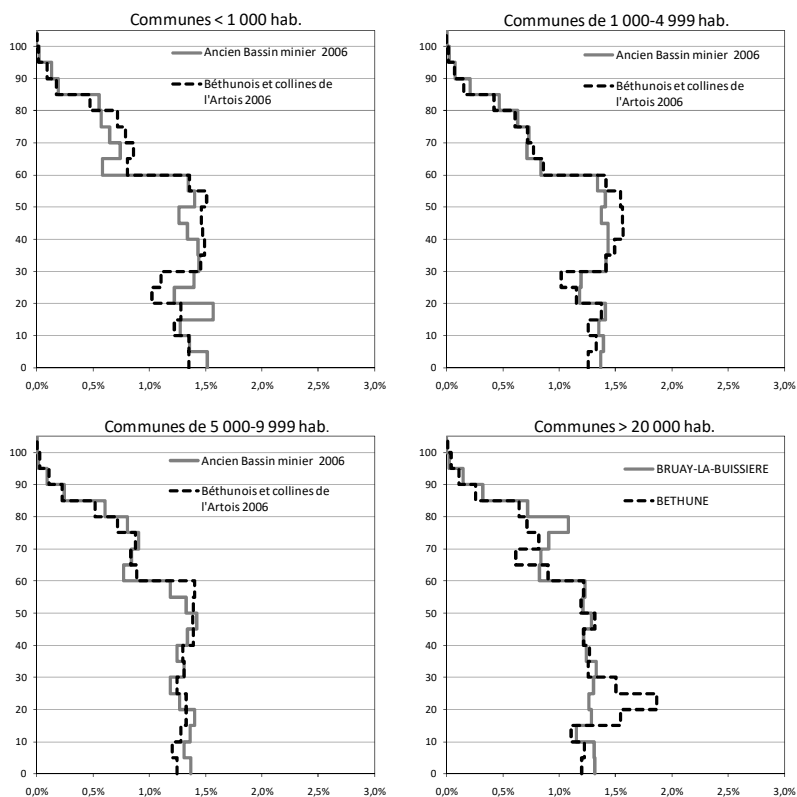 Communes < 1 000 hab.
100
90
80
70
60
50
40
30
20
10
0
0,0% 0,5% 1,0% 1,5% 2,0% 2,5% 3,0%
Ancien Bassin minier 2006
Béthunois et collines de
l'Artois 2006
Communes de 1 000-4 999 hab.
100
90
80
70
60
50
40
30
20
10
0
0,0% 0,5% 1,0% 1,5% 2,0% 2,5% 3,0%
Ancien Bassin minier 2006
Béthunois et collines de
l'Artois 2006
Communes de 5 000-9 999 hab.
100
90
80
70
60
50
40
30
20
10
0
0,0% 0,5% 1,0% 1,5% 2,0% 2,5% 3,0%
Ancien Bassin minier 2006
Béthunois et collines de
l'Artois 2006
Communes > 20 000 hab.
100
90
80
70
60
50
40
30
20
10
0
0,0% 0,5% 1,0% 1,5% 2,0% 2,5% 3,0%
BRUAY-LA-BUISSIERE
BETHUNE